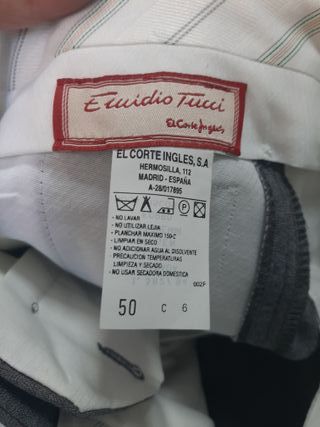 Emidio Tucci
El Corte Inglés
EL CORTE INGLES, S.A
HERMOSILLA, 112
MADRID - ESPAÑA
A-28/017895
P
- NO LAVAR
- NO UTILIZAR LEJIA
- PLANCHAR MAXIMO 150-C
- LIMPIAR EN SECO
- NO ADICIONAR AGUA AL DISOLVENTE
PRECAUCION TEMPERATURAS
LIMPIEZA Y SECADO
- NO USAR SECADORA DOMESTICA
002F
50 C 6